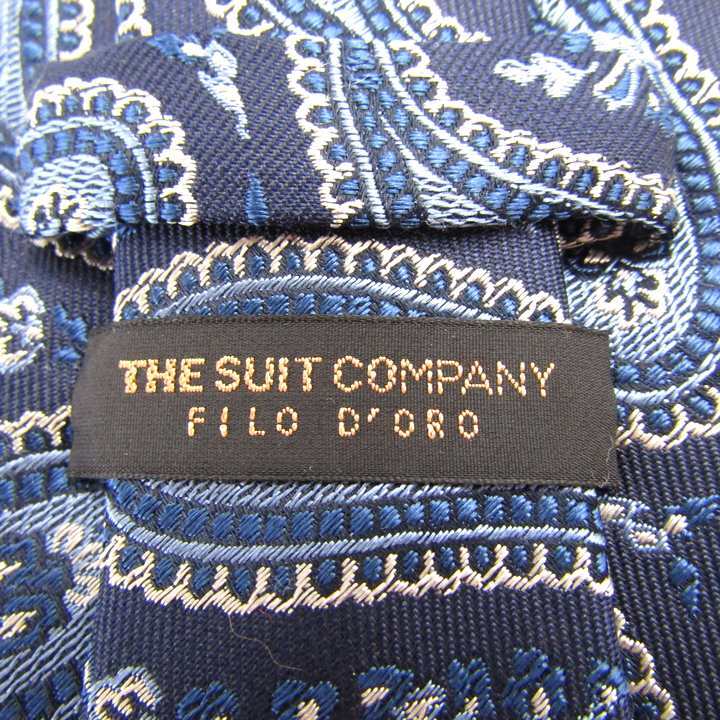 THE SUIT COMPANY
FILO D'ORO